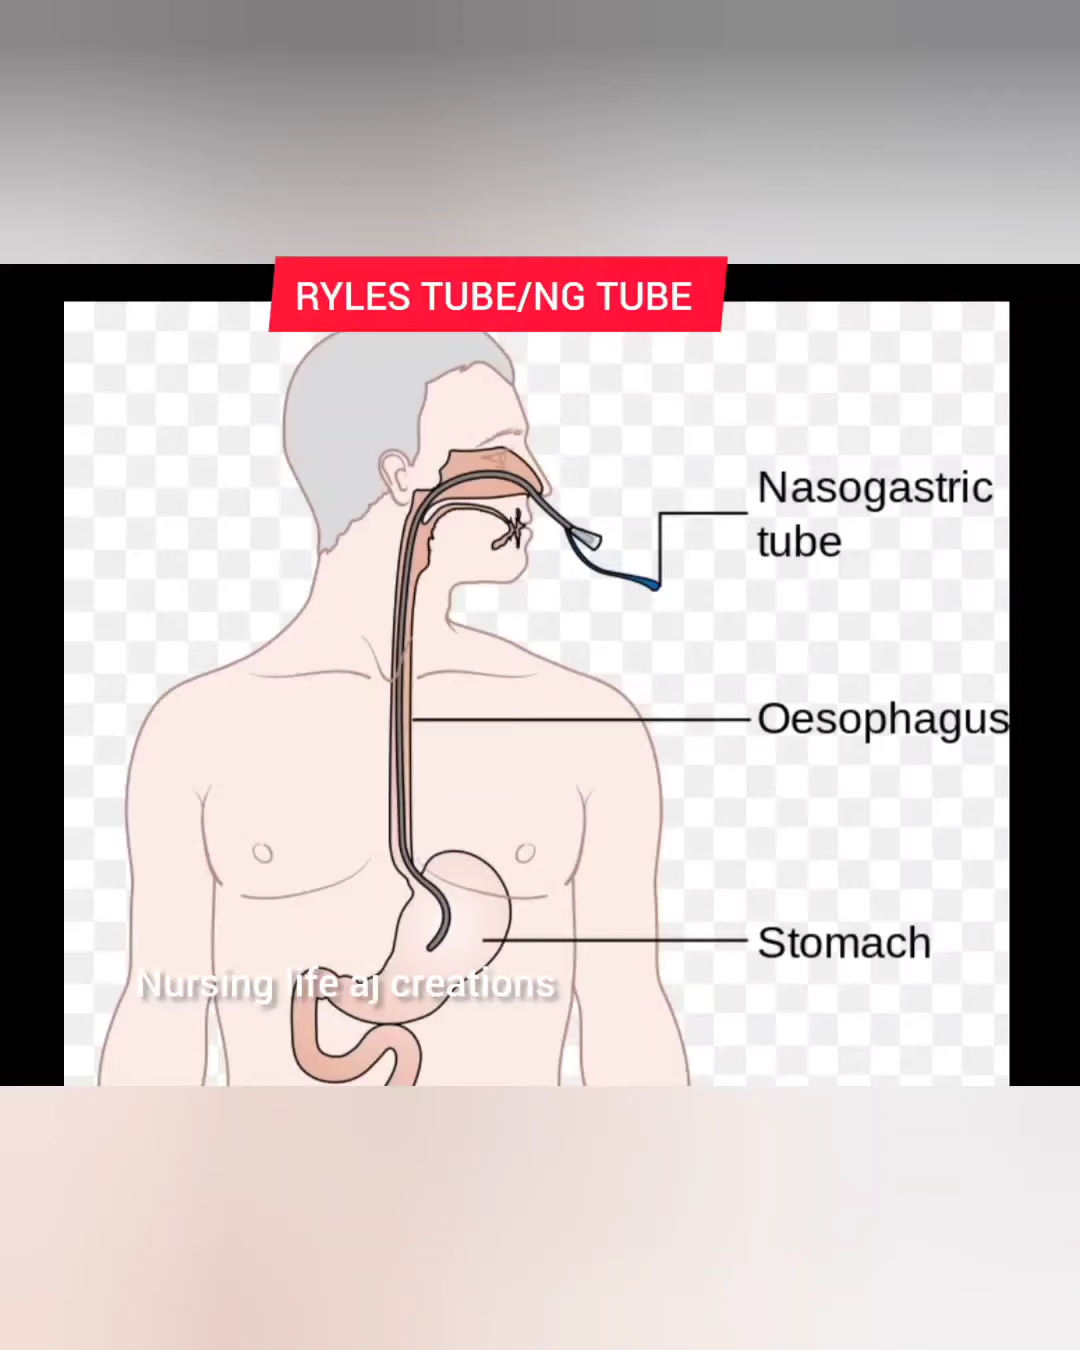 RYLES TUBE/NG TUBE
Nasogastric
tube
Oesophagus
Stomach
Nursing life aj creations